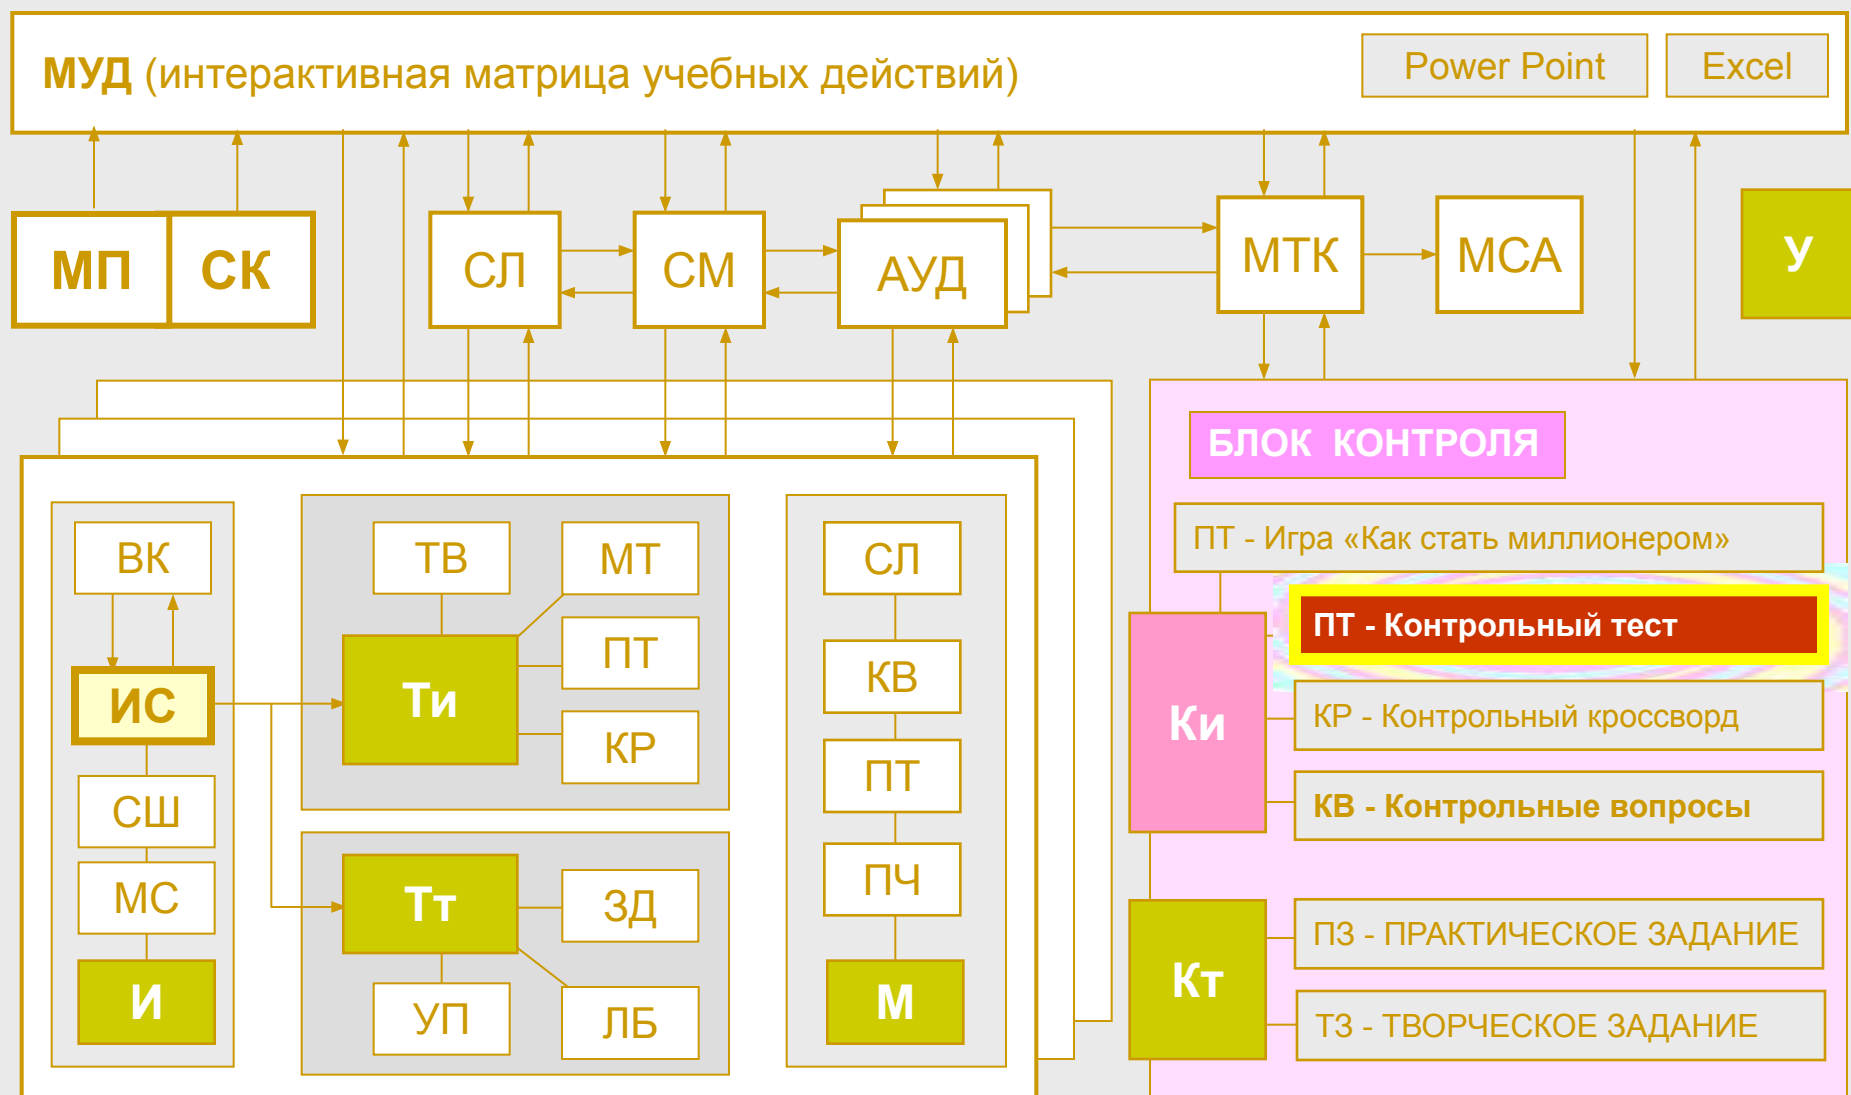 МУД (интерактивная матрица учебных действий)
Power Point
Excel
МП
СК
СЛ
СМ
АУД
МТК
МСА
У
БЛОК КОНТРОЛЯ
ПТ - Игра «Как стать миллионером»
ПТ - Контрольный тест
КР - Контрольный кроссворд
КВ - Контрольные вопросы
Ки
Кт
ПЗ - ПРАКТИЧЕСКОЕ ЗАДАНИЕ
ТЗ - ТВОРЧЕСКОЕ ЗАДАНИЕ
ВК
ИС
СШ
МС
И
ТВ
МТ
ПТ
Ти
КР
Тт
ЗД
УП
ЛБ
СЛ
КВ
ПТ
ПЧ
М